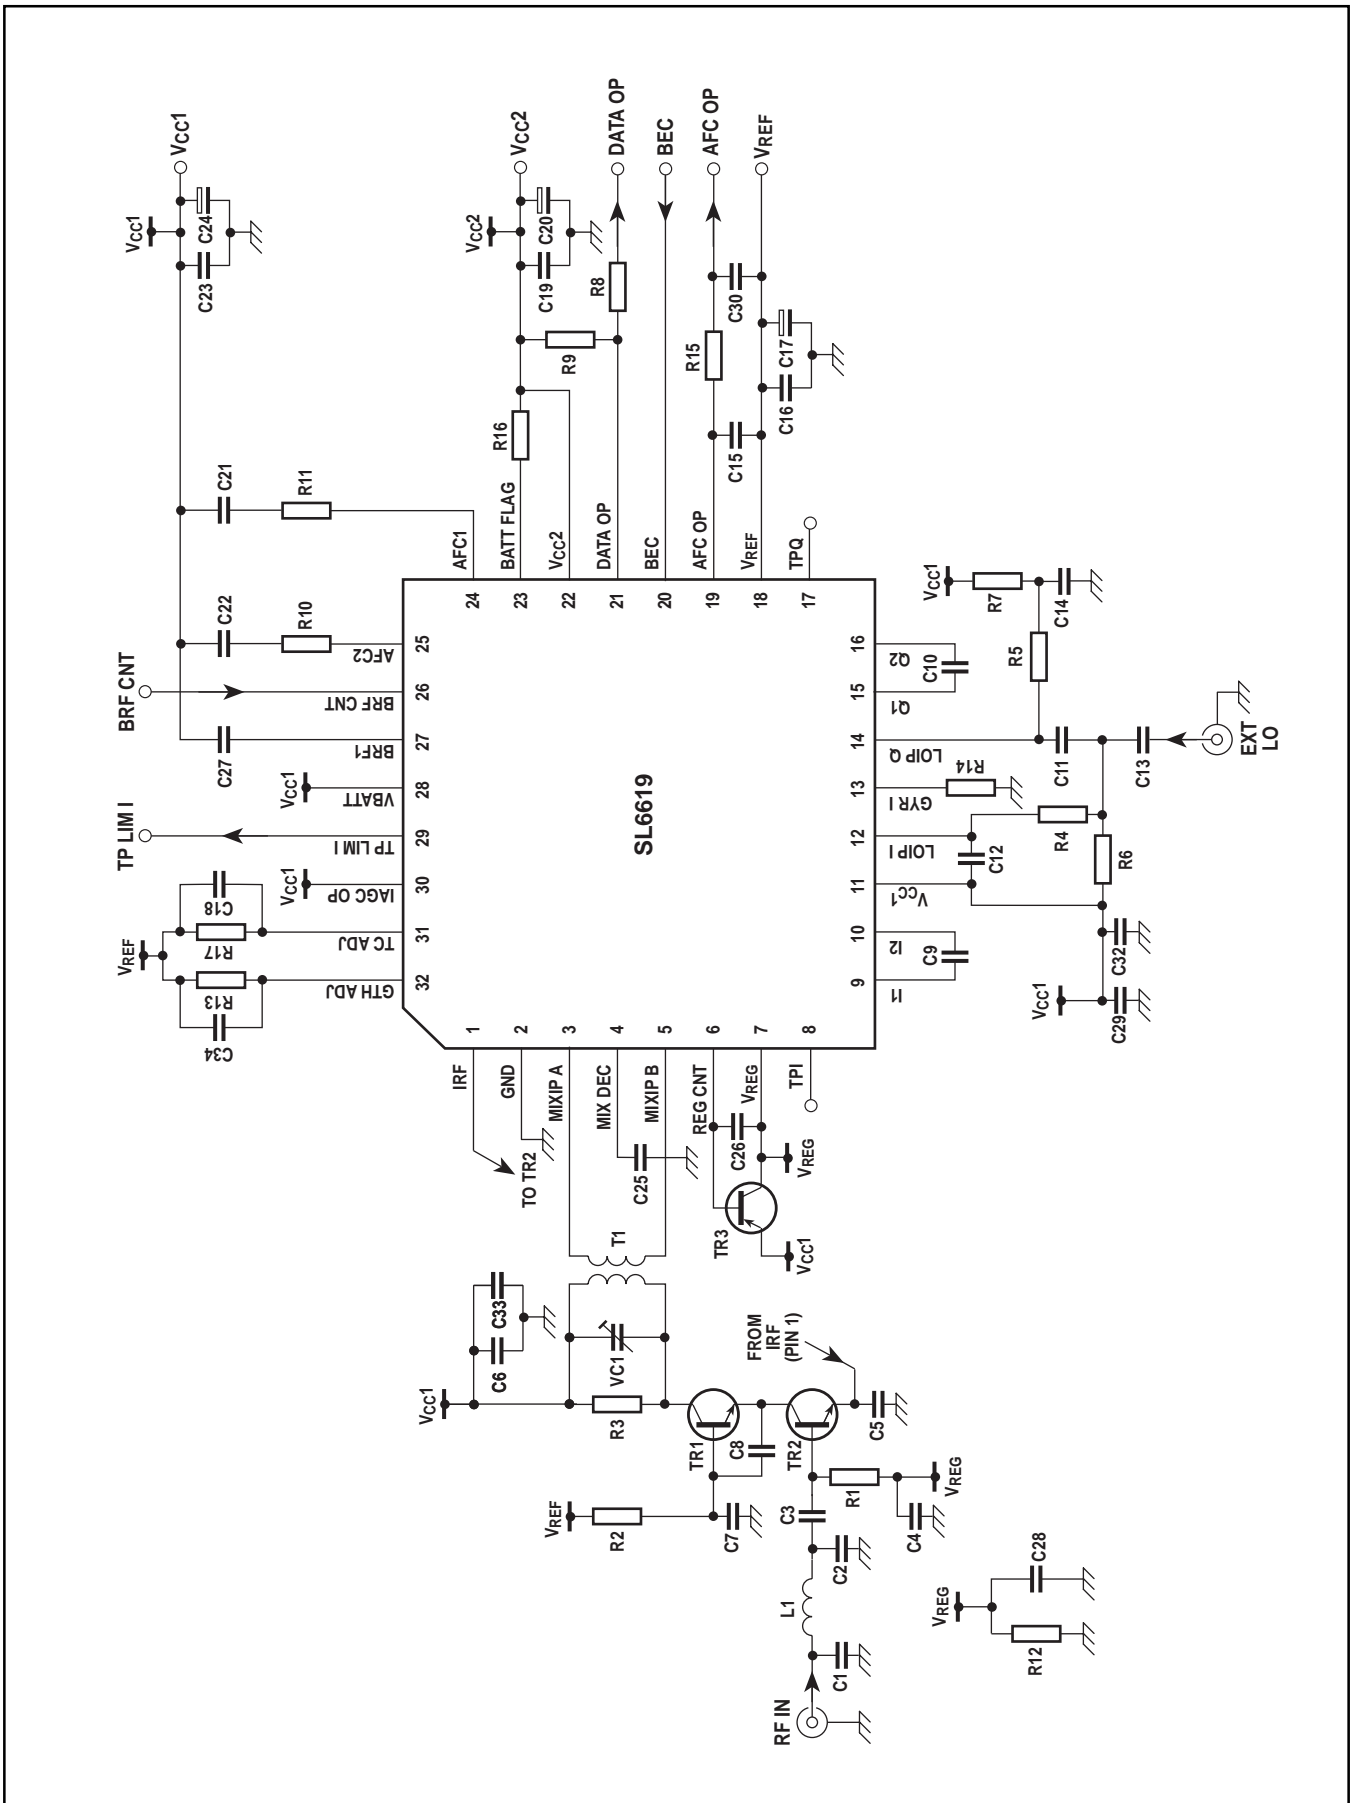 VCC1
VCC1
C24
C23
VCC2
VCC2
C20
C19
DATA OP
R8
R9
BEC
AFC OP
R15
C30
VREF
C17
C16
C15
R16
C21
R11
C22
R10
BRF CNT
C27
VCC1
TP LIM I
VCC1
C18
R17
VREF
R13
C34
AFC1
BATT FLAG
VCC2
DATA OP
BEC
AFC OP
VREF
TPQ
24
23
22
21
20
19
18
17
AFC2
25
BRF CNT
26
BRF1
27
VBATT
28
TP LIM I
29
IAGC OP
30
TC ADJ
31
GTH ADJ
32
SL6619
16
Q2
15
Q1
14
LOIP Q
13
GYR I
12
LOIP I
11
VCC1
10
I2
9
I1
C10
VCC1
R7
C14
R5
C11
C13
EXT
LO
R14
R4
R6
C12
C9
C32
VCC1
C29
1
2
3
4
5
6
7
8
IRF
GND
MIXIP A
MIX DEC
MIXIP B
REG CNT
VREG
TPI
TO TR2
C25
C26
VREG
TR3
VCC1
T1
C33
C6
VC1
VCC1
R3
FROM
IRF
(PIN 1)
TR1
C8
TR2
C5
VREF
R2
C7
C3
R1
VREG
C4
C2
L1
C1
RF IN
VREG
C28
R12